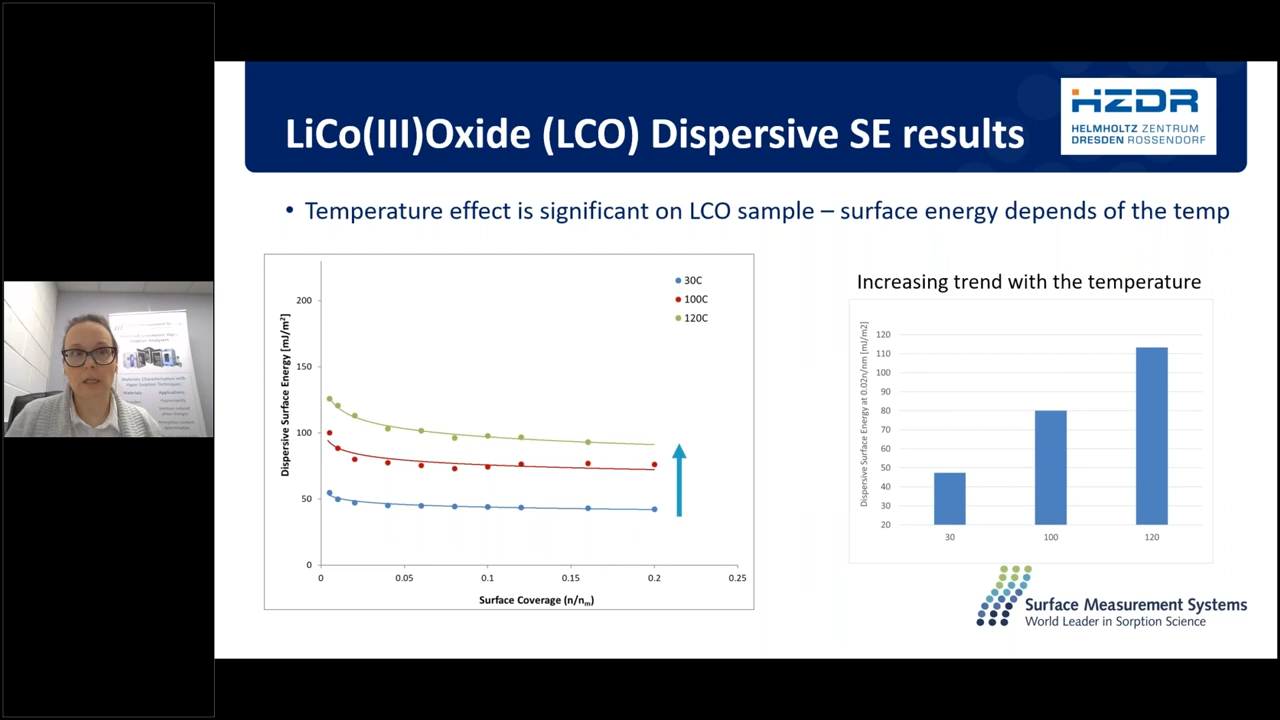 LiCo(III)Oxide (LCO) Dispersive SE results
HZDR
HELMHOLTZ ZENTRUM
DRESDEN ROSSENDORF
• Temperature effect is significant on LCO sample – surface energy depends of the temp
30C
100C
120C
200
150
100
50
0
Dispersive Surface Energy [mJ/m²]
0 0.05 0.1 0.15 0.2 0.25
Surface Coverage (n/nm)
Increasing trend with the temperature
Dispersive Surface Energy at 0.02n/nm [mJ/m2]
120
110
100
90
80
70
60
50
40
30
20
30 100 120
Surface Measurement Systems
World Leader in Sorption Science
Materials Characterisation with